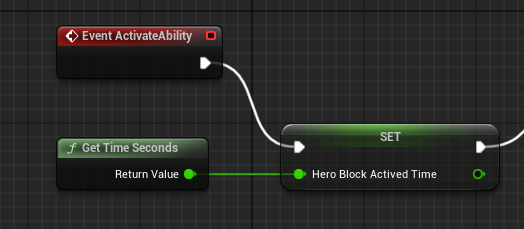 Event ActivateAbility
SET
f Get Time Seconds
Return Value
Hero Block Actived Time